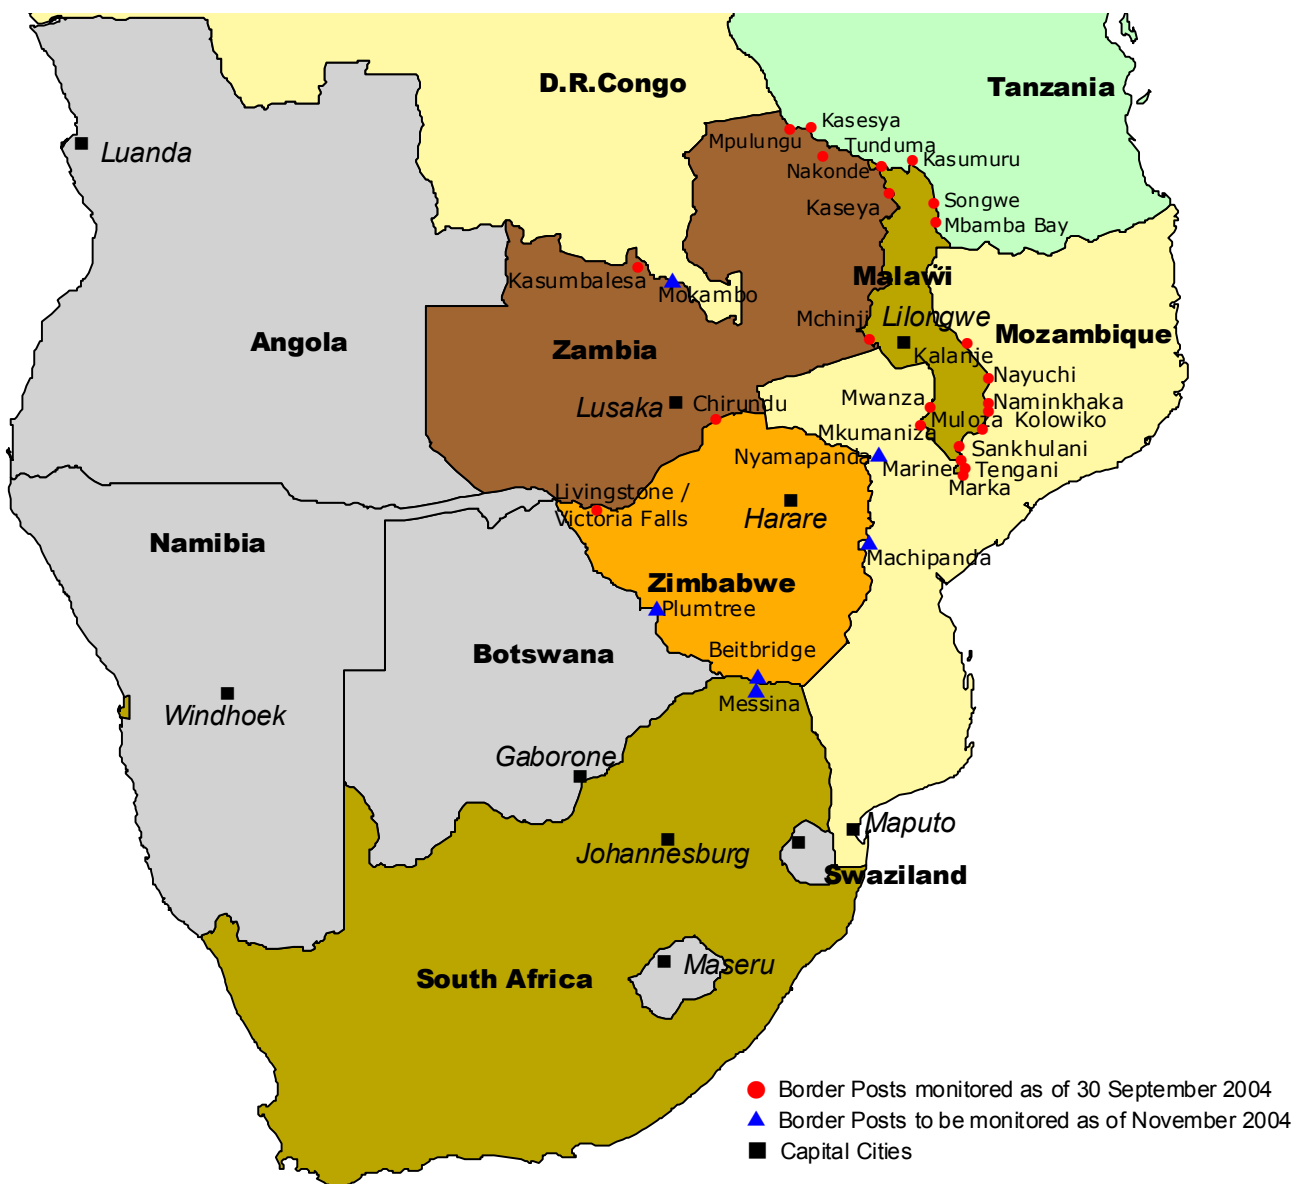 D.R.Congo
Tanzania
Kasesya
Mpulungu
Tunduma
Luanda
Kasumuru
Nakonde
Kaseya
Songwe
Mbamba Bay
Kasumbalesa
Malawi
Mokambo
Mchinji
Lilongwe
Angola
Zambia
Mozambique
Kalanje
Nayuchi
Mwanza
Lusaka
Chirundu
Naminkhaka
Muloza
Kolowiko
Mkumaniza
Sankhulani
Nyamapanda
Marine
Tengani
Marka
Livingstone /
Victoria Falls
Harare
Namibia
Machipanda
Zimbabwe
Plumtree
Botswana
Beitbridge
Messina
Windhoek
Gaborone
Maputo
Johannesburg
Swaziland
Maseru
South Africa
Border Posts monitored as of 30 September 2004
Border Posts to be monitored as of November 2004
Capital Cities